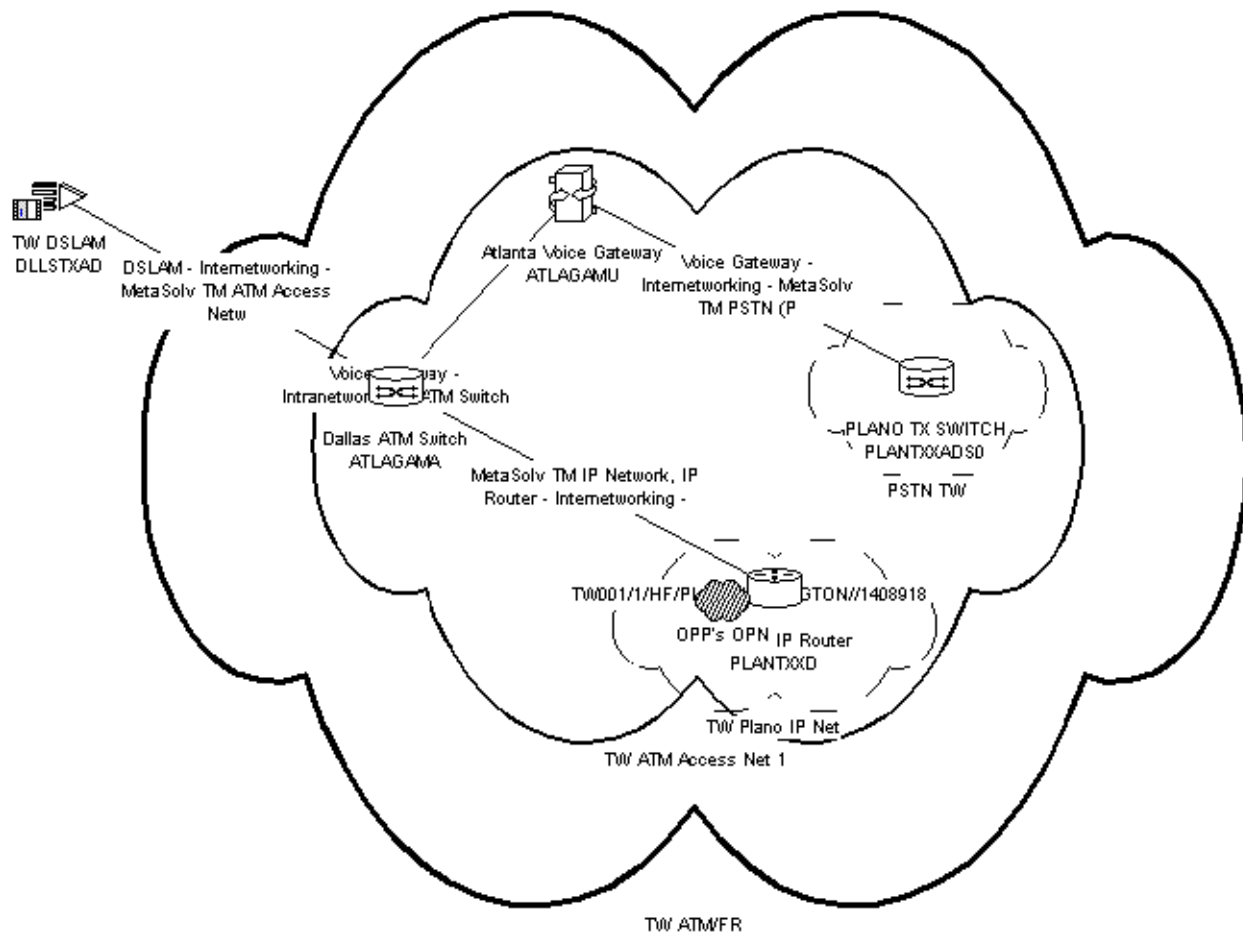 TW DSLAM
DLLSTXAD
DSLAM - Internetworking -
MetaSolv TM ATM Access
Netw
Atlanta Voice Gateway
ATLAGAMU
Voice Gateway -
Internetworking - MetaSolv
TM PSTN (P
Voice way -
Intranetwor ATM Switch
Dallas ATM Switch
ATLAGAMA
PLANO TX SWITCH
PLANTXXADS0
PSTN TW
MetaSolv TM IP Network, IP
Router - Internetworking -
TW001/1/HF/PL GTON//1408918
OPP's OPN
IP Router
PLANTXXD
TW Plano IP Net
TW ATM Access Net 1
TW ATM/FR